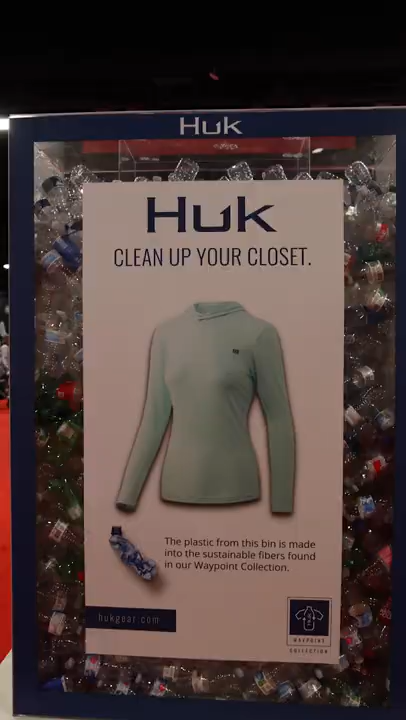 Huk
Huk
CLEAN UP YOUR CLOSET.
The plastic from this bin is made
into the sustainable fibers found
in our Waypoint Collection.
hukgear.com
WAYPOINT
COLLECTION